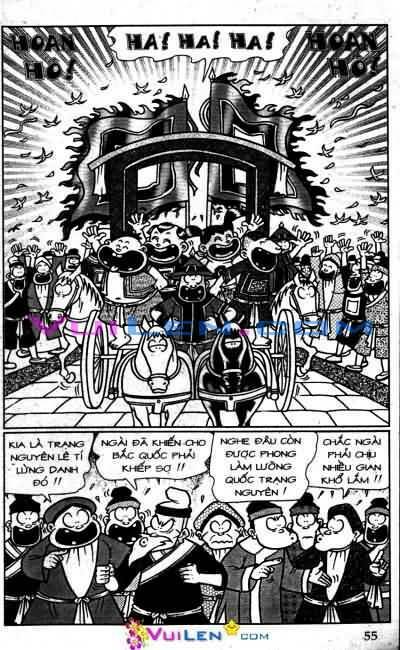 HOAN
HÔ!
HA! HA! HA!
HOAN
HÔ!
VuiLen.com
KIA LÀ TRẠNG
NGUYÊN LÊ TÍ
LỪNG DANH
ĐÓ !!
NGÀI ĐÃ KHIẾN CHO
BẮC QUỐC PHẢI
KHIẾP SỢ !!
NGHE ĐÂU CÒN
ĐƯỢC PHONG
LÀM LƯỠNG
QUỐC TRẠNG
NGUYÊN !
CHẮC NGÀI
PHẢI CHỊU
NHIỀU GIAN
KHỔ LẮM !!
55
VuiLen.com